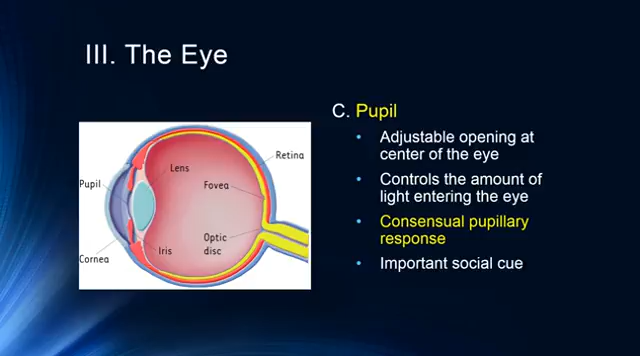 III. The Eye
C. Pupil
• Adjustable opening at
center of the eye
• Controls the amount of
light entering the eye
• Consensual pupillary
response
• Important social cue
Retina
Lens
Pupil
Fovea
Optic
disc
Iris
Cornea